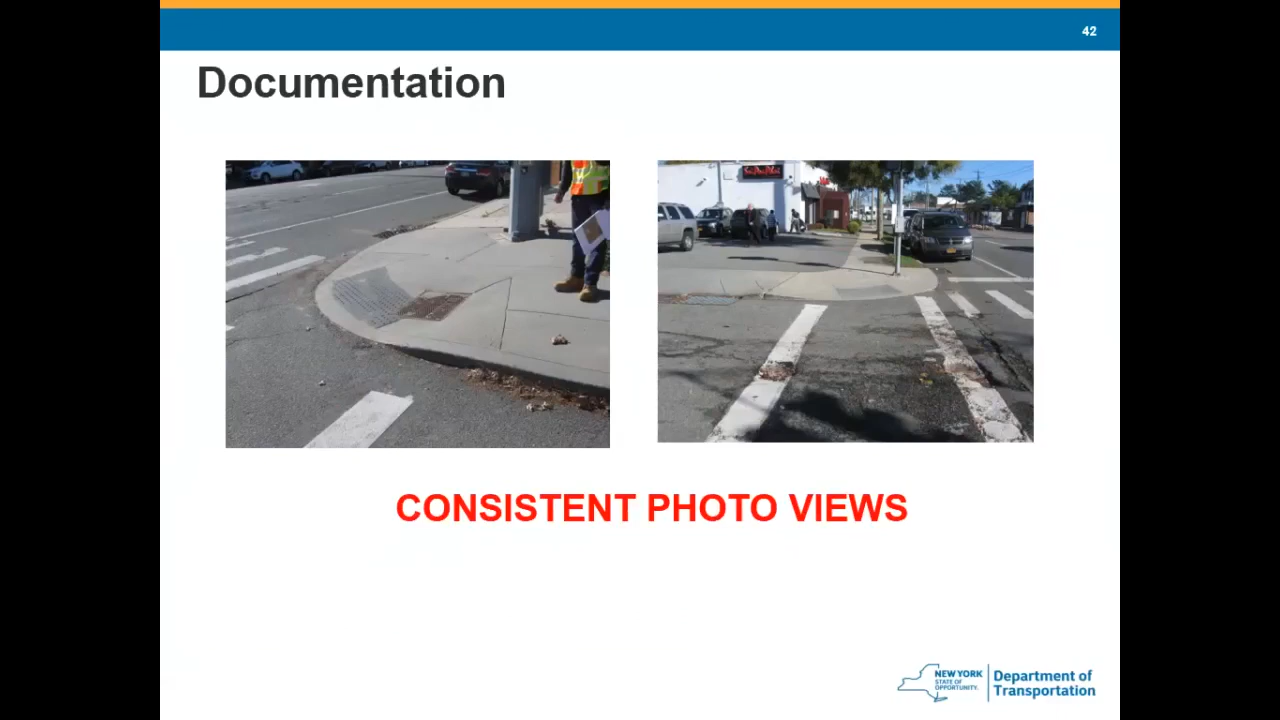 42
Documentation
CONSISTENT PHOTO VIEWS
NEW YORK
STATE OF
OPPORTUNITY.
Department of
Transportation